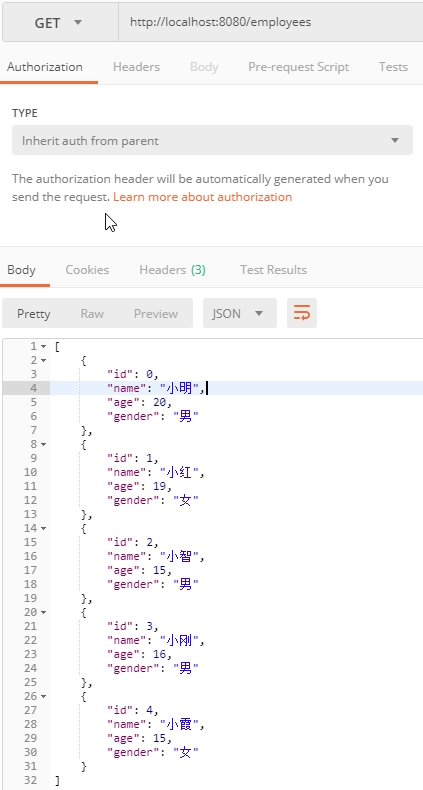 GET http://localhost:8080/employees
Authorization Headers Body Pre-request Script Tests
TYPE
Inherit auth from parent
The authorization header will be automatically generated when you
send the request. Learn more about authorization
Body Cookies Headers (3) Test Results
Pretty Raw Preview JSON
1 [
2 {
3 "id": 0,
4 "name": "小明",
5 "age": 20,
6 "gender": "男"
7 },
8 {
9 "id": 1,
10 "name": "小红",
11 "age": 19,
12 "gender": "女"
13 },
14 {
15 "id": 2,
16 "name": "小智",
17 "age": 15,
18 "gender": "男"
19 },
20 {
21 "id": 3,
22 "name": "小刚",
23 "age": 16,
24 "gender": "男"
25 },
26 {
27 "id": 4,
28 "name": "小霞",
29 "age": 15,
30 "gender": "女"
31 }
32 ]